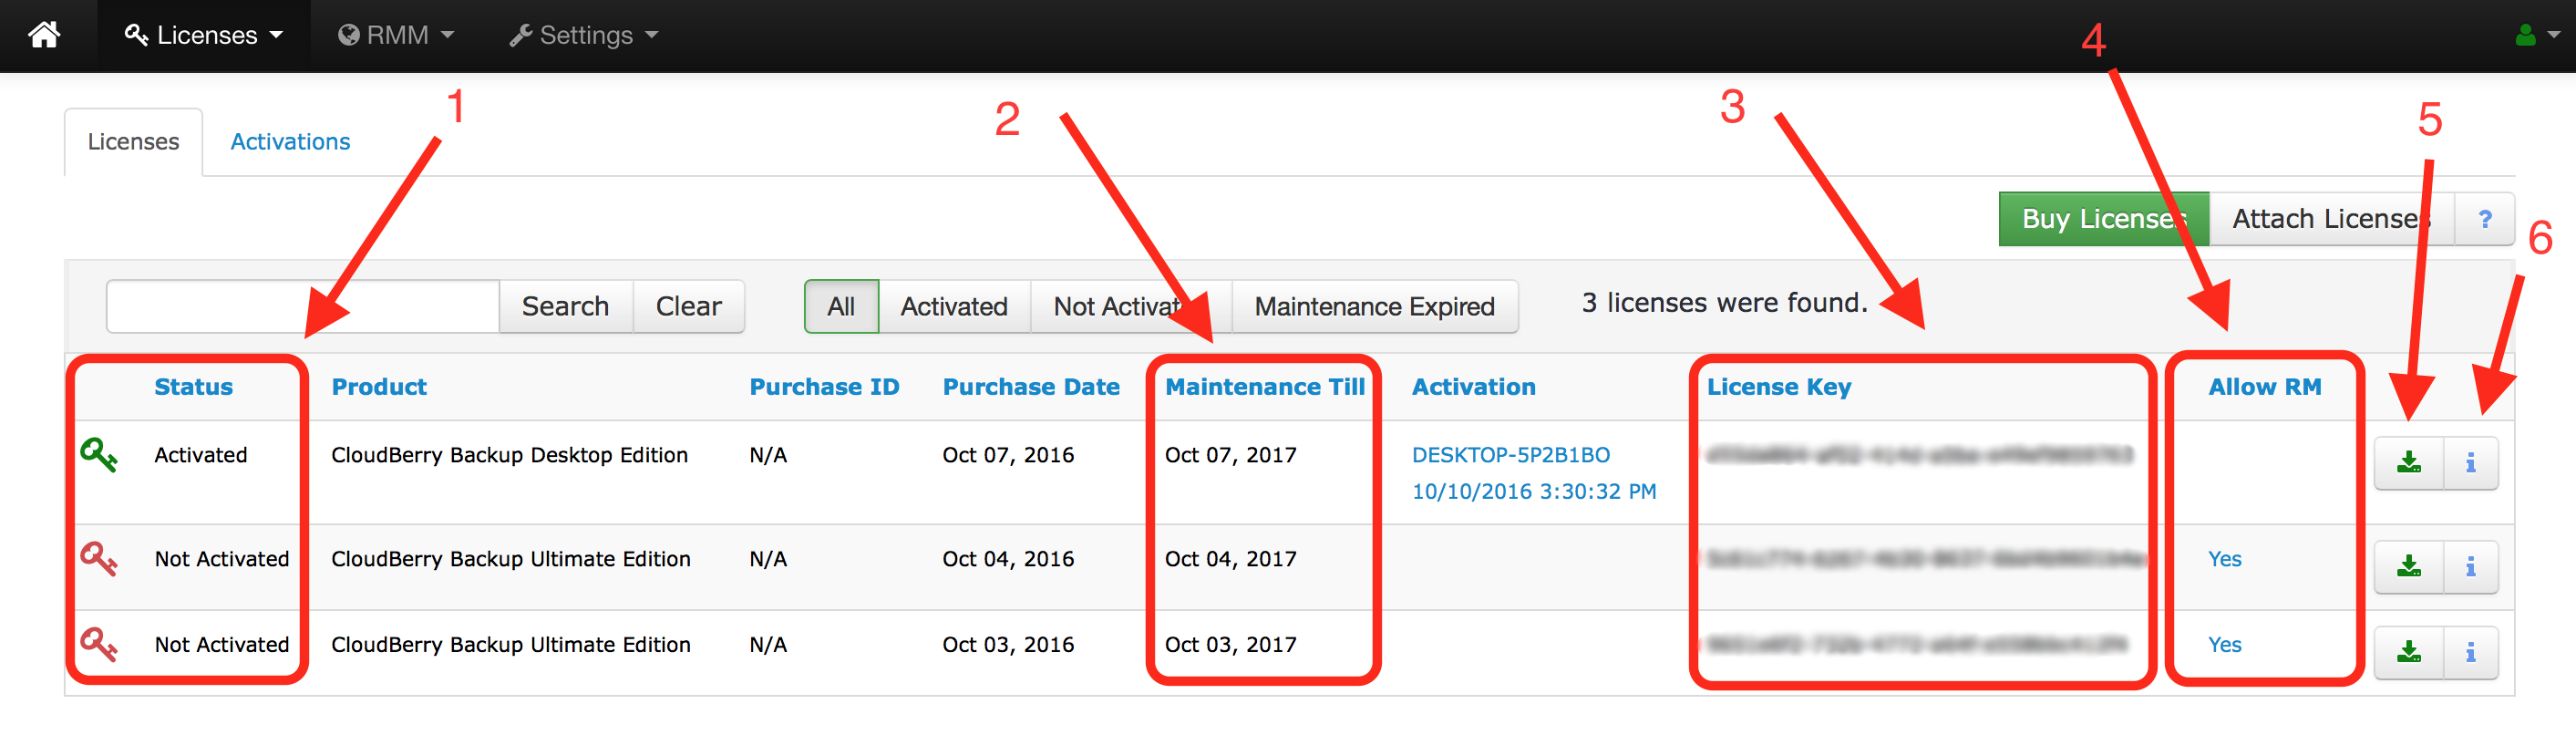 Licenses RMM Settings
4
1
2
3
5
Licenses Activations
Buy Licenses Attach Licenses ?
6
Search Clear All Activated Not Activat Maintenance Expired 3 licenses were found.
Status Product Purchase ID Purchase Date Maintenance Till Activation License Key Allow RM
Activated CloudBerry Backup Desktop Edition N/A Oct 07, 2016 Oct 07, 2017 DESKTOP-5P2B1BO
10/10/2016 3:30:32 PM
Not Activated CloudBerry Backup Ultimate Edition N/A Oct 04, 2016 Oct 04, 2017 Yes
Not Activated CloudBerry Backup Ultimate Edition N/A Oct 03, 2016 Oct 03, 2017 Yes